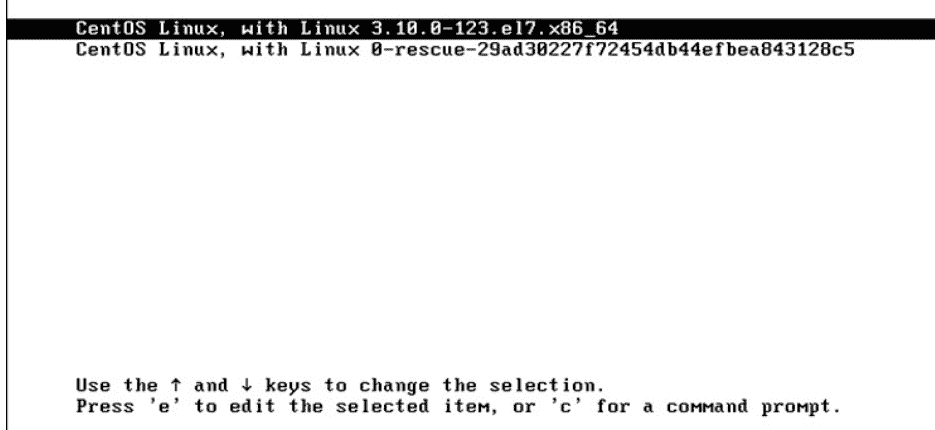 CentOS Linux, with Linux 3.10.0-123.el7.x86_64
CentOS Linux, with Linux 0-rescue-29ad30227f72454db44efbea843128c5
Use the ↑ and ↓ keys to change the selection.
Press 'e' to edit the selected item, or 'c' for a command prompt.